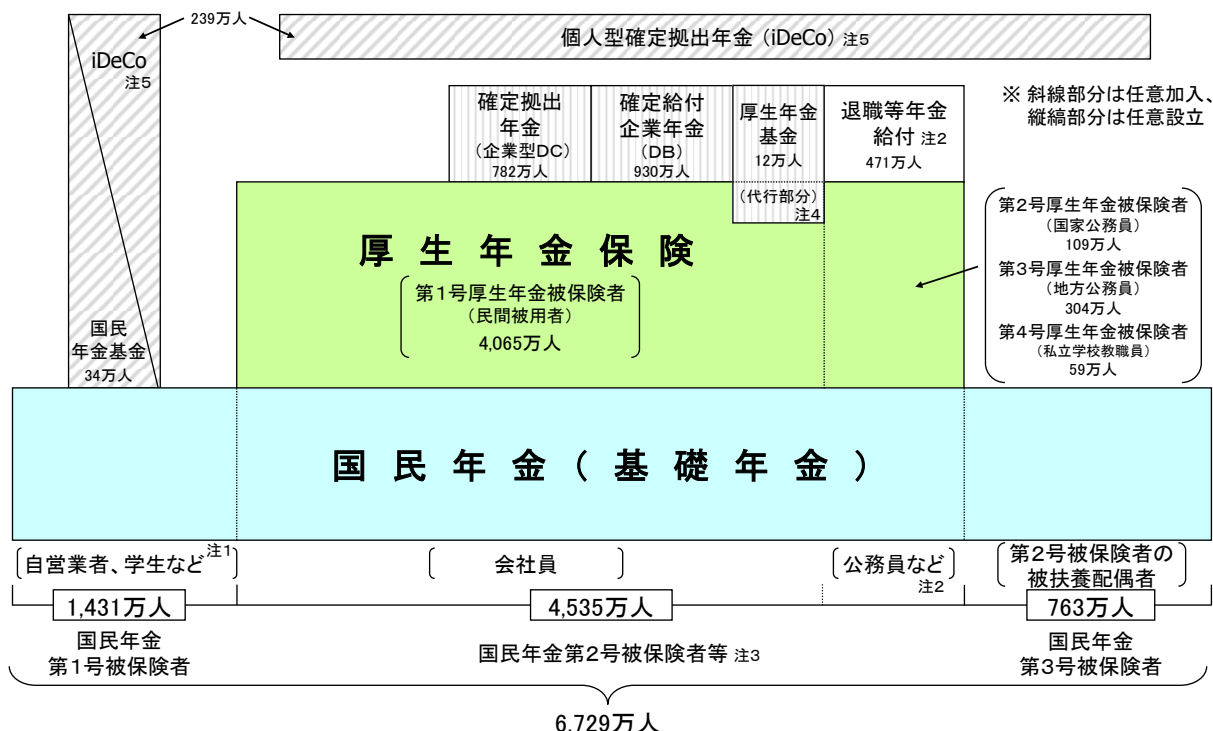 239万人
iDeCo
注5
個人型確定拠出年金(iDeCo) 注5
確定拠出
年金
(企業型DC)
782万人
確定給付
企業年金
(DB)
930万人
厚生年金
基金
12万人
(代行部分)
注4
退職等年金
給付 注2
471万人
※ 斜線部分は任意加入、
縦縞部分は任意設立
厚生年金保険
第1号厚生年金被保険者
(民間被用者)
4,065万人
第2号厚生年金被保険者
(国家公務員)
109万人
第3号厚生年金被保険者
(地方公務員)
304万人
第4号厚生年金被保険者
(私立学校教職員)
59万人
国民
年金基金
34万人
国民年金(基礎年金)
自営業者、学生など 注1
会社員
公務員など
注2
第2号被保険者の
被扶養配偶者
1,431万人
4,535万人
763万人
国民年金
第1号被保険者
国民年金第2号被保険者等 注3
国民年金
第3号被保険者
6,729万人